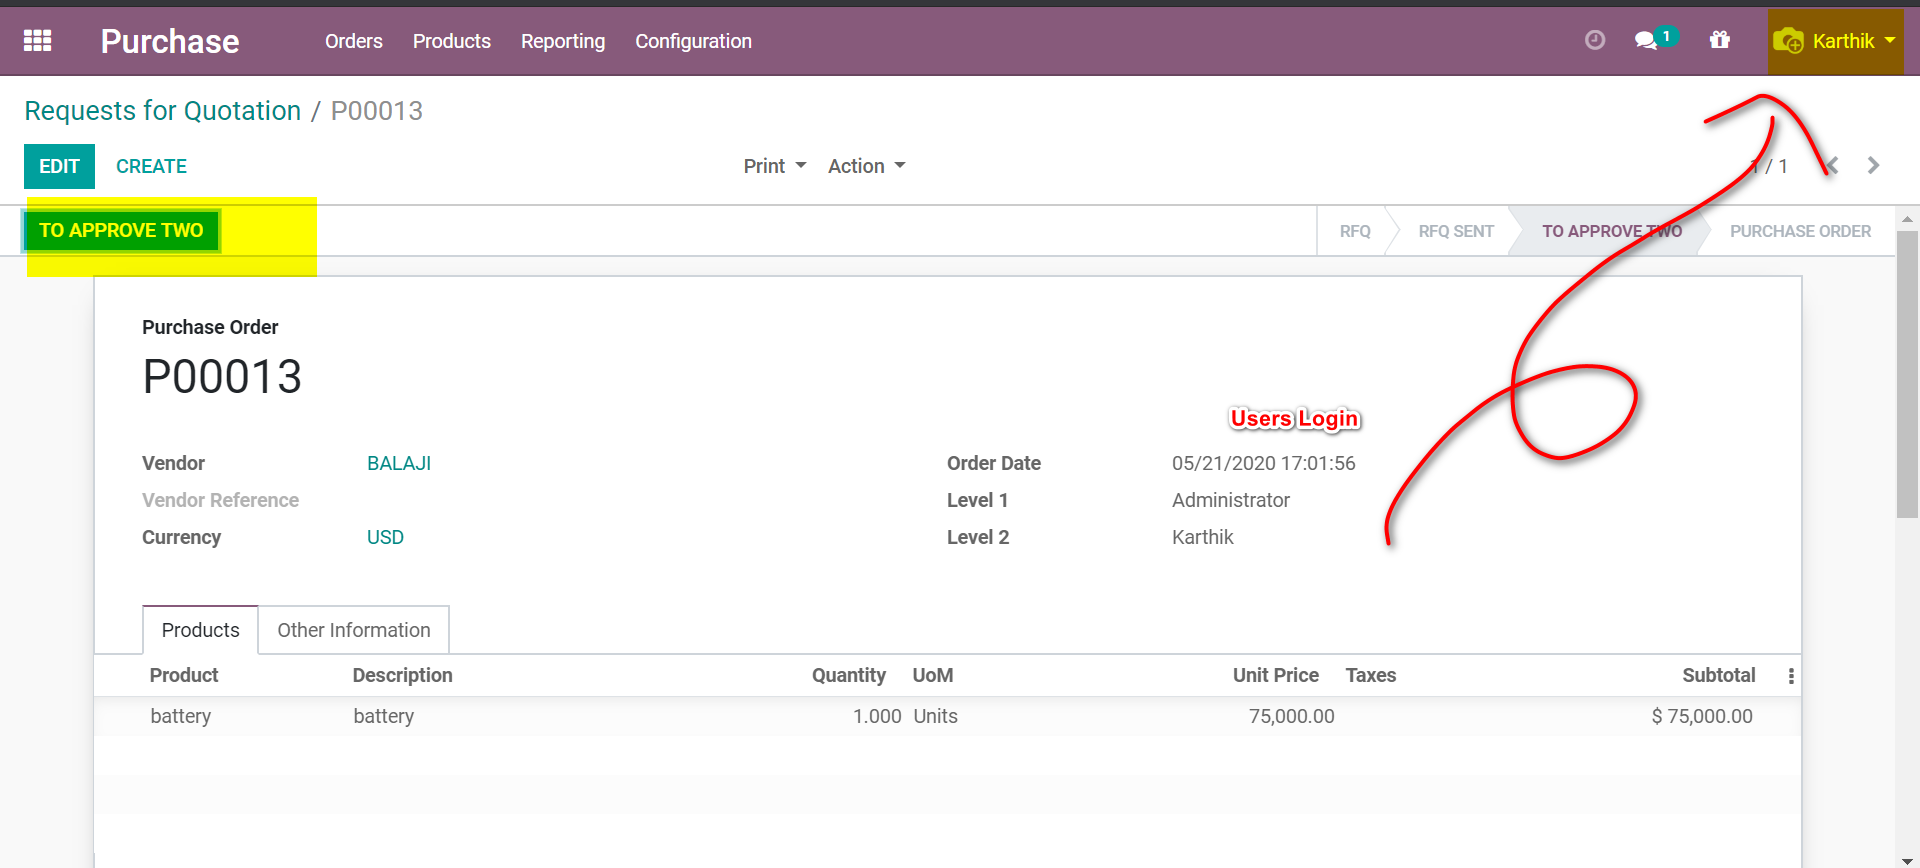 Purchase Orders Products Reporting Configuration 1 Karthik
Requests for Quotation / P00013
EDIT CREATE Print Action 1 / 1
TO APPROVE TWO RFQ RFQ SENT TO APPROVE TWO PURCHASE ORDER
Purchase Order
P00013
Users Login
Vendor BALAJI Order Date 05/21/2020 17:01:56
Vendor Reference Level 1 Administrator
Currency USD Level 2 Karthik
Products Other Information
Product Description Quantity UoM Unit Price Taxes Subtotal
battery battery 1.000 Units 75,000.00 $ 75,000.00